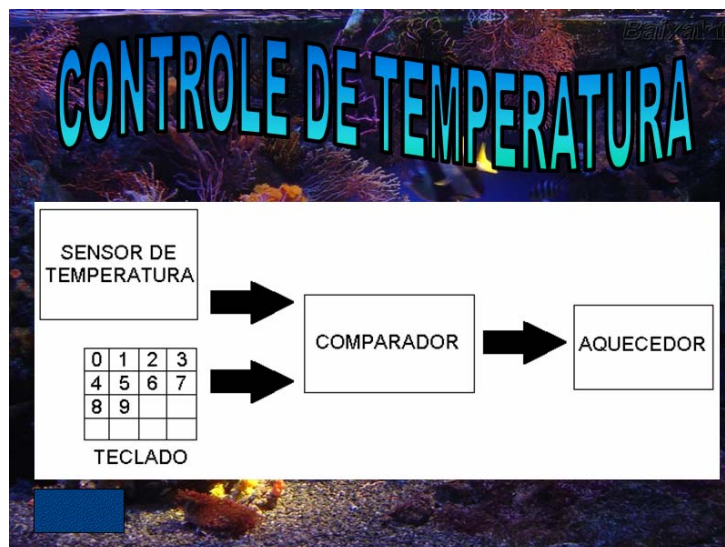 Baixaki
CONTROLE DE TEMPERATURA
SENSOR DE
TEMPERATURA
COMPARADOR
AQUECEDOR
0 1 2 3
4 5 6 7
8 9
TECLADO